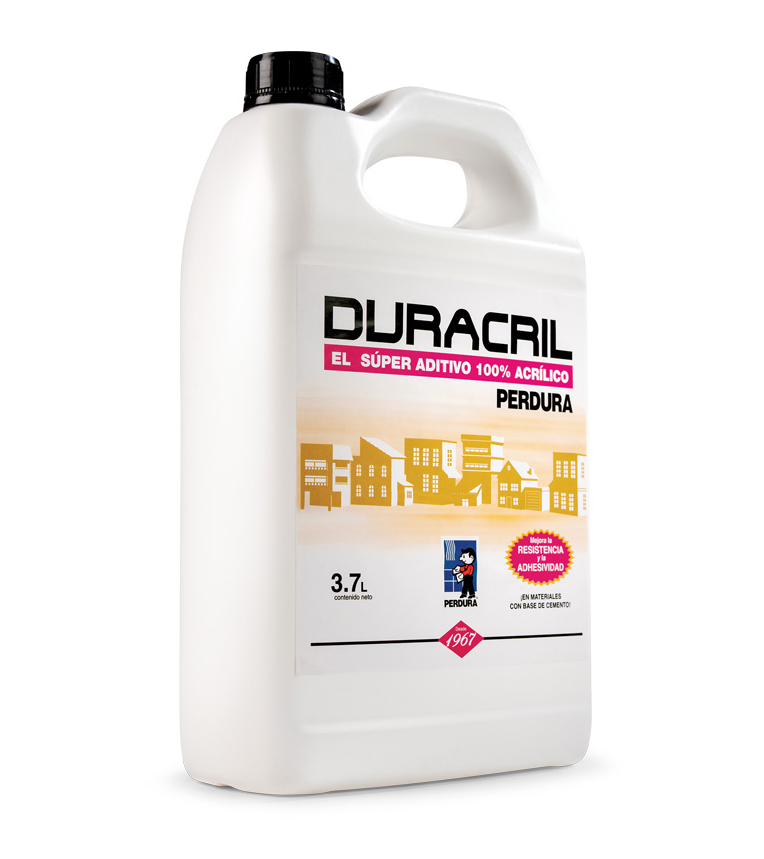 DURACRIL
EL SÚPER ADITIVO 100% ACRÍLICO
PERDURA
3.7L
contenido neto
PERDURA
Mejora la
RESISTENCIA
y la
ADHESIVIDAD
¡EN MATERIALES
CON BASE DE CEMENTO!
Desde
1967